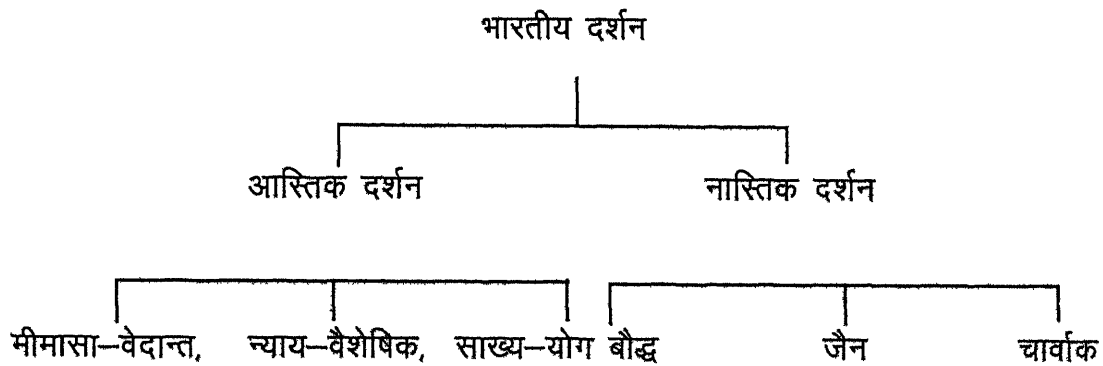 भारतीय दर्शन
आस्तिक दर्शन नास्तिक दर्शन
मीमासा–वेदान्त, न्याय–वैशेषिक, साख्य–योग बौद्ध जैन चार्वाक